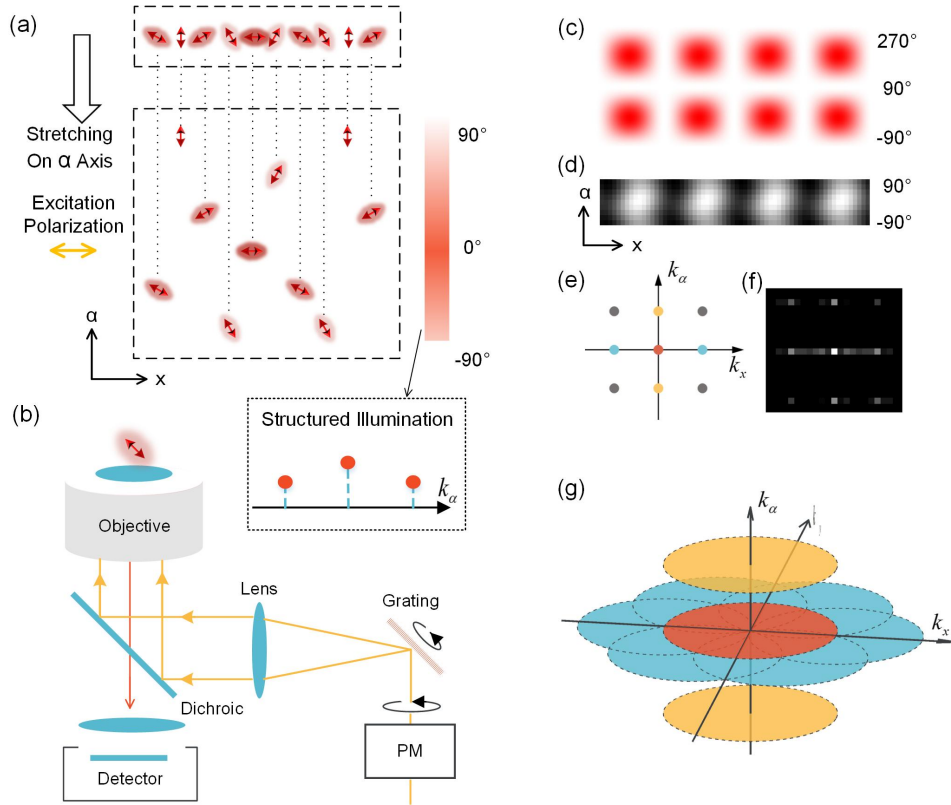 (a)
Stretching
On α Axis
Excitation
Polarization
90°
0°
-90°
α
x
(b)
Objective
Lens
Grating
Dichroic
Detector
PM
Structured Illumination
kα
(c)
270°
90°
-90°
(d)
α
x
90°
-90°
(e)
kα
kx
(f)
(g)
kα
kx